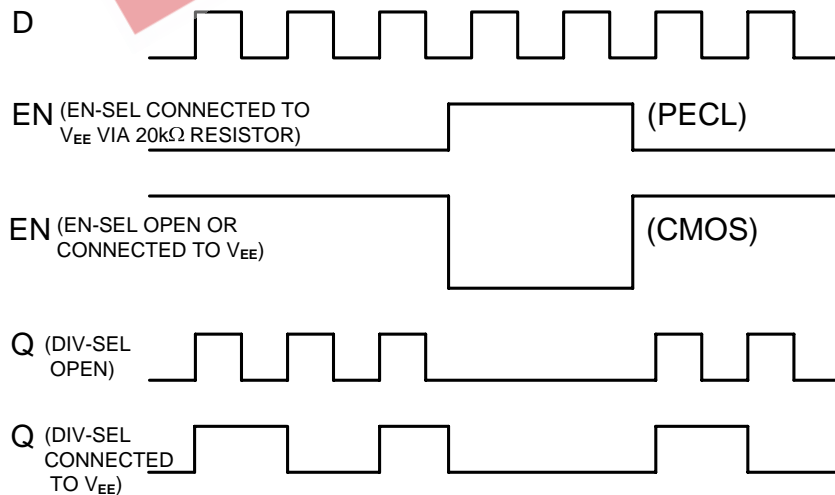 D
EN (EN-SEL CONNECTED TO
VEE VIA 20kΩ RESISTOR)
(PECL)
EN (EN-SEL OPEN OR
CONNECTED TO VEE)
(CMOS)
Q (DIV-SEL
OPEN)
Q (DIV-SEL
CONNECTED
TO VEE)